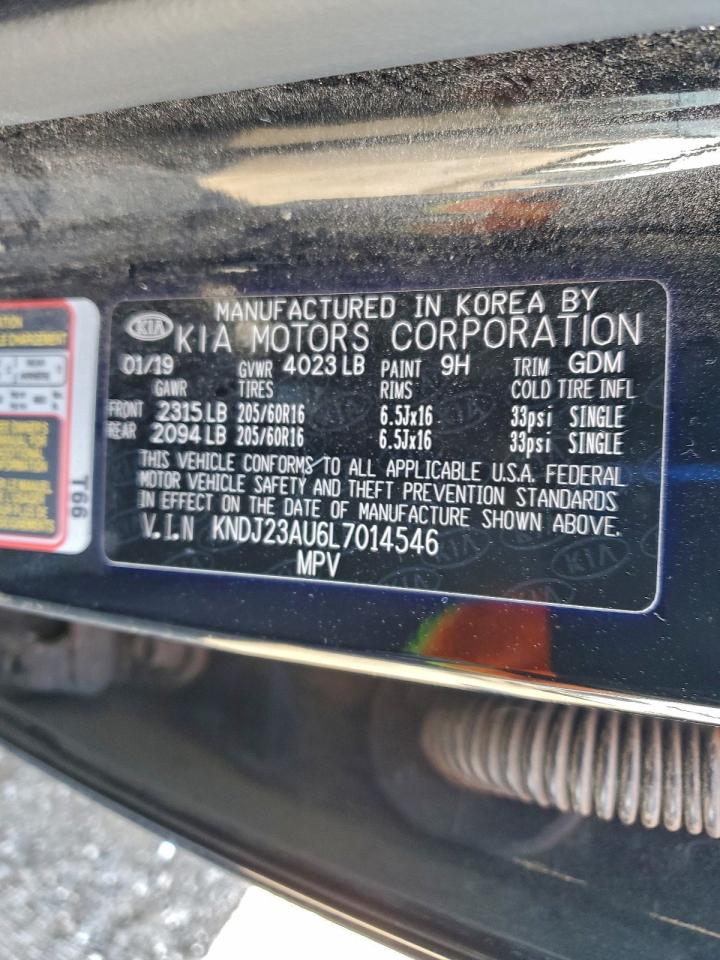 MANUFACTURED IN KOREA BY
KIA KIA MOTORS CORPORATION
01/19 GVWR 4023 LB PAINT 9H TRIM GDM
GAWR TIRES RIMS COLD TIRE INFL
FRONT 2315 LB 205/60R16 6.5Jx16 33psi SINGLE
REAR 2094 LB 205/60R16 6.5Jx16 33psi SINGLE
THIS VEHICLE CONFORMS TO ALL APPLICABLE U.S.A. FEDERAL
MOTOR VEHICLE SAFETY AND THEFT PREVENTION STANDARDS
IN EFFECT ON THE DATE OF MANUFACTURE SHOWN ABOVE.
V.I.N KNDJ23AU6L7014546
MPV
T66